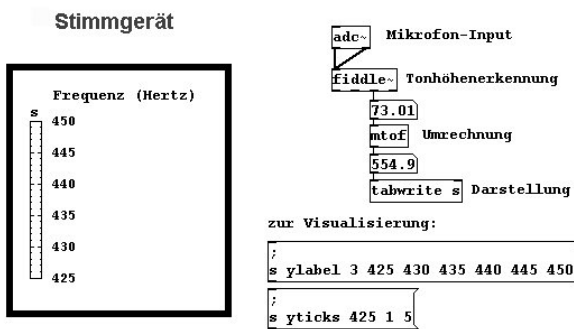 Stimmgerät
Frequenz (Hertz)
s
450
445
440
435
430
425
adc~ Mikrofon-Input
fiddle~ Tonhöhenerkennung
73.01
mtof Umrechnung
554.9
tabwrite s Darstellung
zur Visualisierung:
;
s ylabel 3 425 430 435 440 445 450
;
s yticks 425 1 5